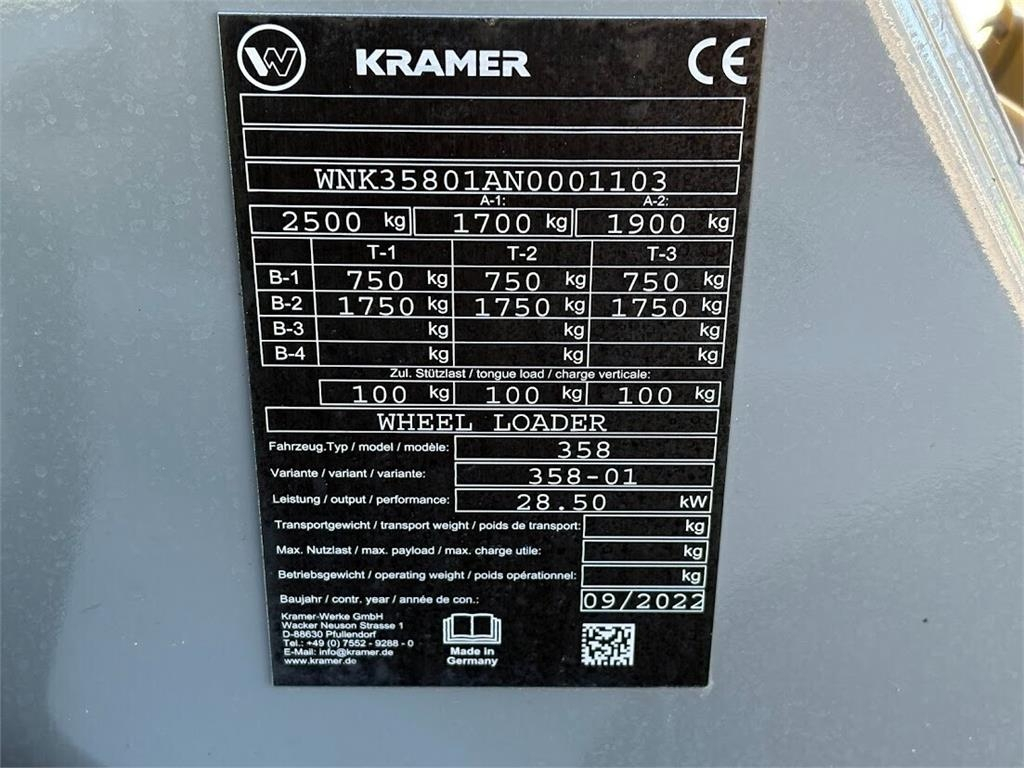 W KRAMER CE
WNK35801AN0001103
A-1: A-2:
2500 kg 1700 kg 1900 kg
T-1 T-2 T-3
B-1 750 kg 750 kg 750 kg
B-2 1750 kg 1750 kg 1750 kg
B-3 kg kg kg
B-4 kg kg kg
Zul. Stützlast / tongue load / charge verticale:
100 kg 100 kg 100 kg
WHEEL LOADER
Fahrzeug.Typ / model / modèle: 358
Variante / variant / variante: 358-01
Leistung / output / performance: 28.50 kW
Transportgewicht / transport weight / poids de transport: kg
Max. Nutzlast / max. payload / max. charge utile: kg
Betriebsgewicht / operating weight / poids opérationnel: kg
Baujahr / contr. year / année de con.: 09/2022
Kramer-Werke GmbH
Wacker Neuson Strasse 1
D-88630 Pfullendorf
Tel.: +49 (0) 7552 - 9288 - 0
E-Mail: info@kramer.de
www.kramer.de
Made in
Germany